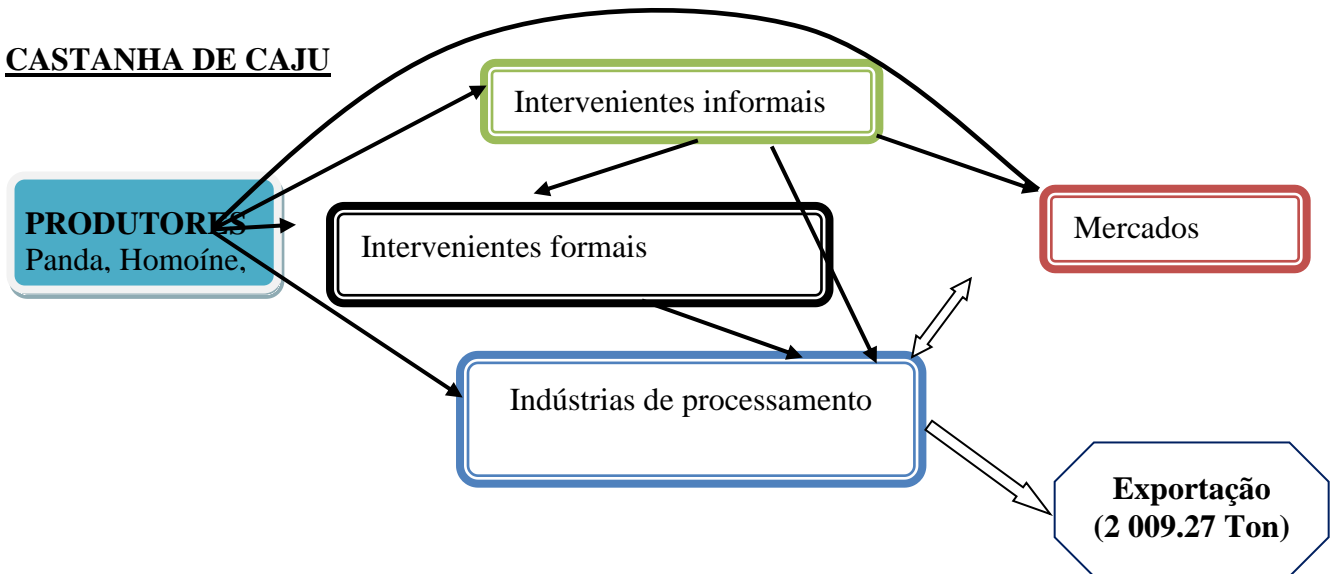 CASTANHA DE CAJU
Intervenientes informais
PRODUTORES
Panda, Homoíne,
Intervenientes formais
Mercados
Indústrias de processamento
Exportação
(2 009.27 Ton)